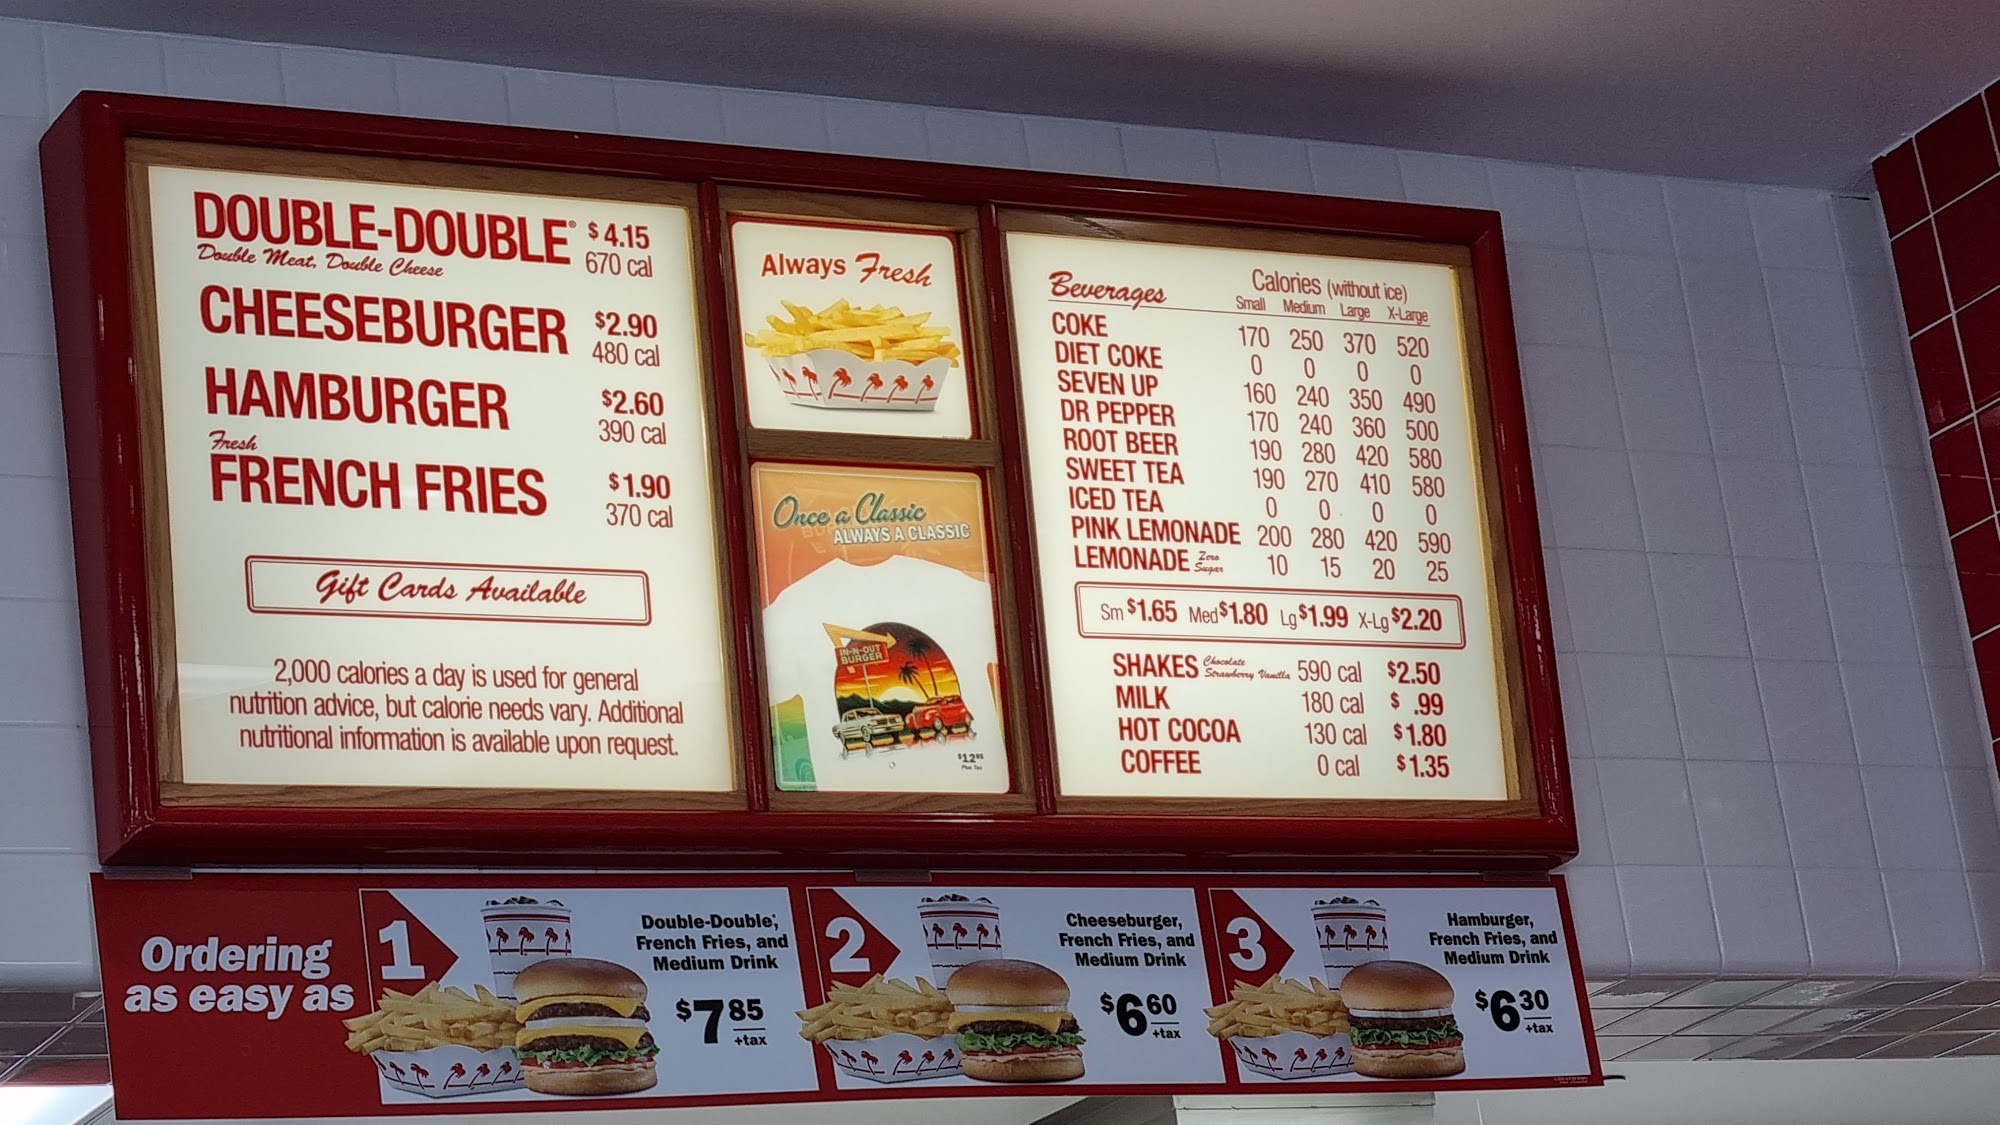 DOUBLE-DOUBLE® $4.15
Double Meat, Double Cheese 670 cal
CHEESEBURGER $2.90
480 cal
HAMBURGER $2.60
390 cal
Fresh
FRENCH FRIES $1.90
370 cal
Gift Cards Available
2,000 calories a day is used for general
nutrition advice, but calorie needs vary. Additional
nutritional information is available upon request.
Always Fresh
Once a Classic
ALWAYS A CLASSIC
IN-N-OUT
BURGER
$12.95
Plus Tax
Beverages Calories (without ice)
Small Medium Large X-Large
COKE 170 250 370 520
DIET COKE 0 0 0 0
SEVEN UP 160 240 350 490
DR PEPPER 170 240 360 500
ROOT BEER 190 280 420 580
SWEET TEA 190 270 410 580
ICED TEA 0 0 0 0
PINK LEMONADE 200 280 420 590
LEMONADE Zero Sugar 10 15 20 25
Sm $1.65 Med $1.80 Lg $1.99 X-Lg $2.20
SHAKES Chocolate Strawberry Vanilla 590 cal $2.50
MILK 180 cal $ .99
HOT COCOA 130 cal $1.80
COFFEE 0 cal $1.35
Ordering
as easy as
1
Double-Double®,
French Fries, and
Medium Drink
$7 85
+tax
2
Cheeseburger,
French Fries, and
Medium Drink
$6 60
+tax
3
Hamburger,
French Fries, and
Medium Drink
$6 30
+tax